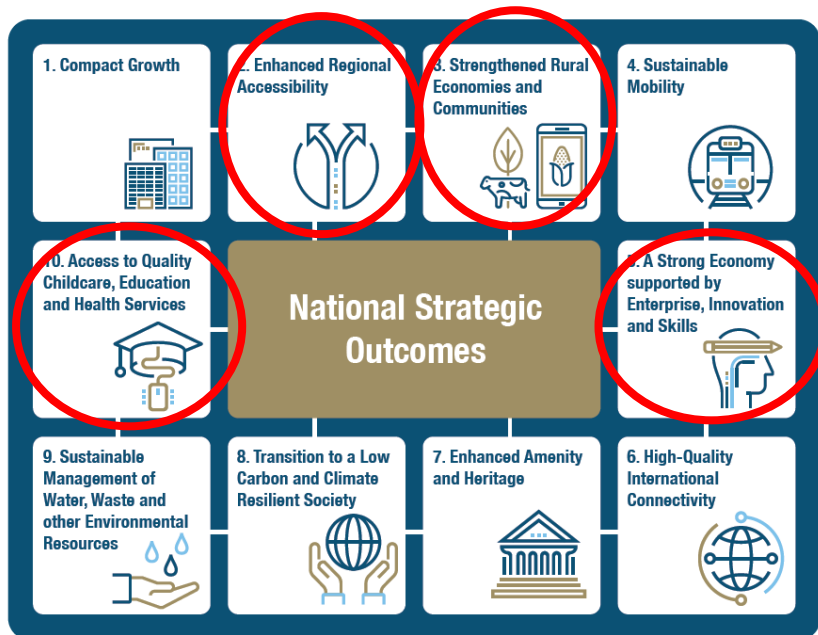 1. Compact Growth
2. Enhanced Regional
Accessibility
3. Strengthened Rural
Economies and
Communities
4. Sustainable
Mobility
10. Access to Quality
Childcare, Education
and Health Services
National Strategic
Outcomes
5. A Strong Economy
supported by
Enterprise, Innovation
and Skills
9. Sustainable
Management of
Water, Waste and
other Environmental
Resources
8. Transition to a Low
Carbon and Climate
Resilient Society
7. Enhanced Amenity
and Heritage
6. High-Quality
International
Connectivity